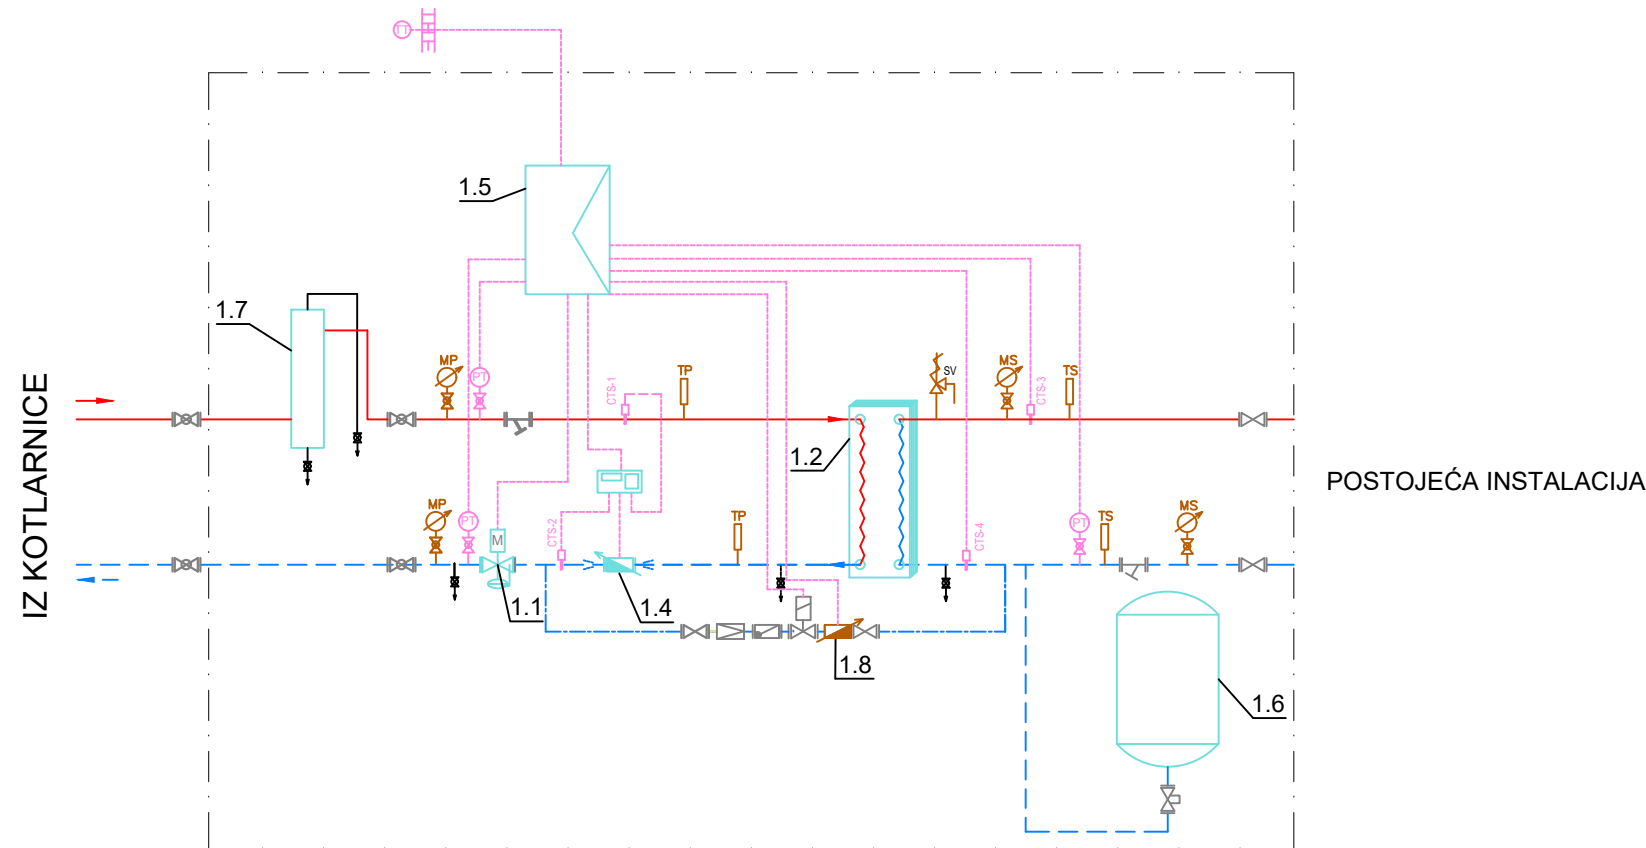 TT
1.5
1.7
MP
PT
CTS-1
TP
SV
MS
CTS-3
TS
IZ KOTLARNICE
1.2
POSTOJEĆA INSTALACIJA
MP
PT
M
CTS-2
TP
CTS-4
PT
TS
MS
1.1
1.4
1.8
1.6